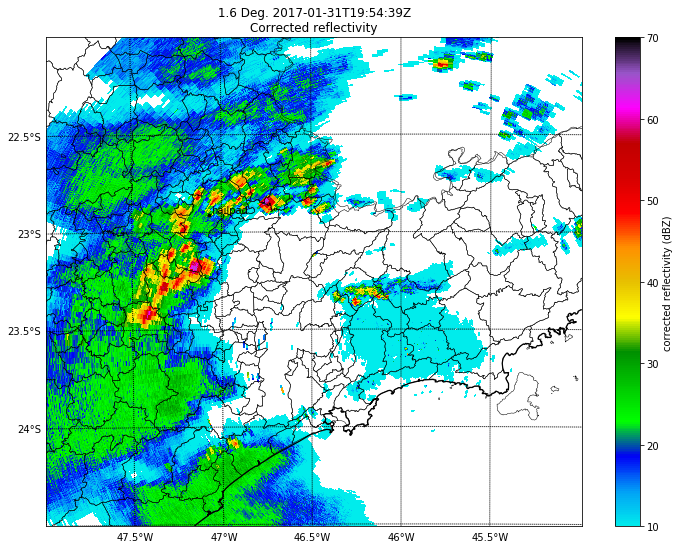 1.6 Deg. 2017-01-31T19:54:39Z
Corrected reflectivity
22.5°S
23°S
23.5°S
24°S
47.5°W
47°W
46.5°W
46°W
45.5°W
70
60
50
40
30
20
10
corrected reflectivity (dBZ)